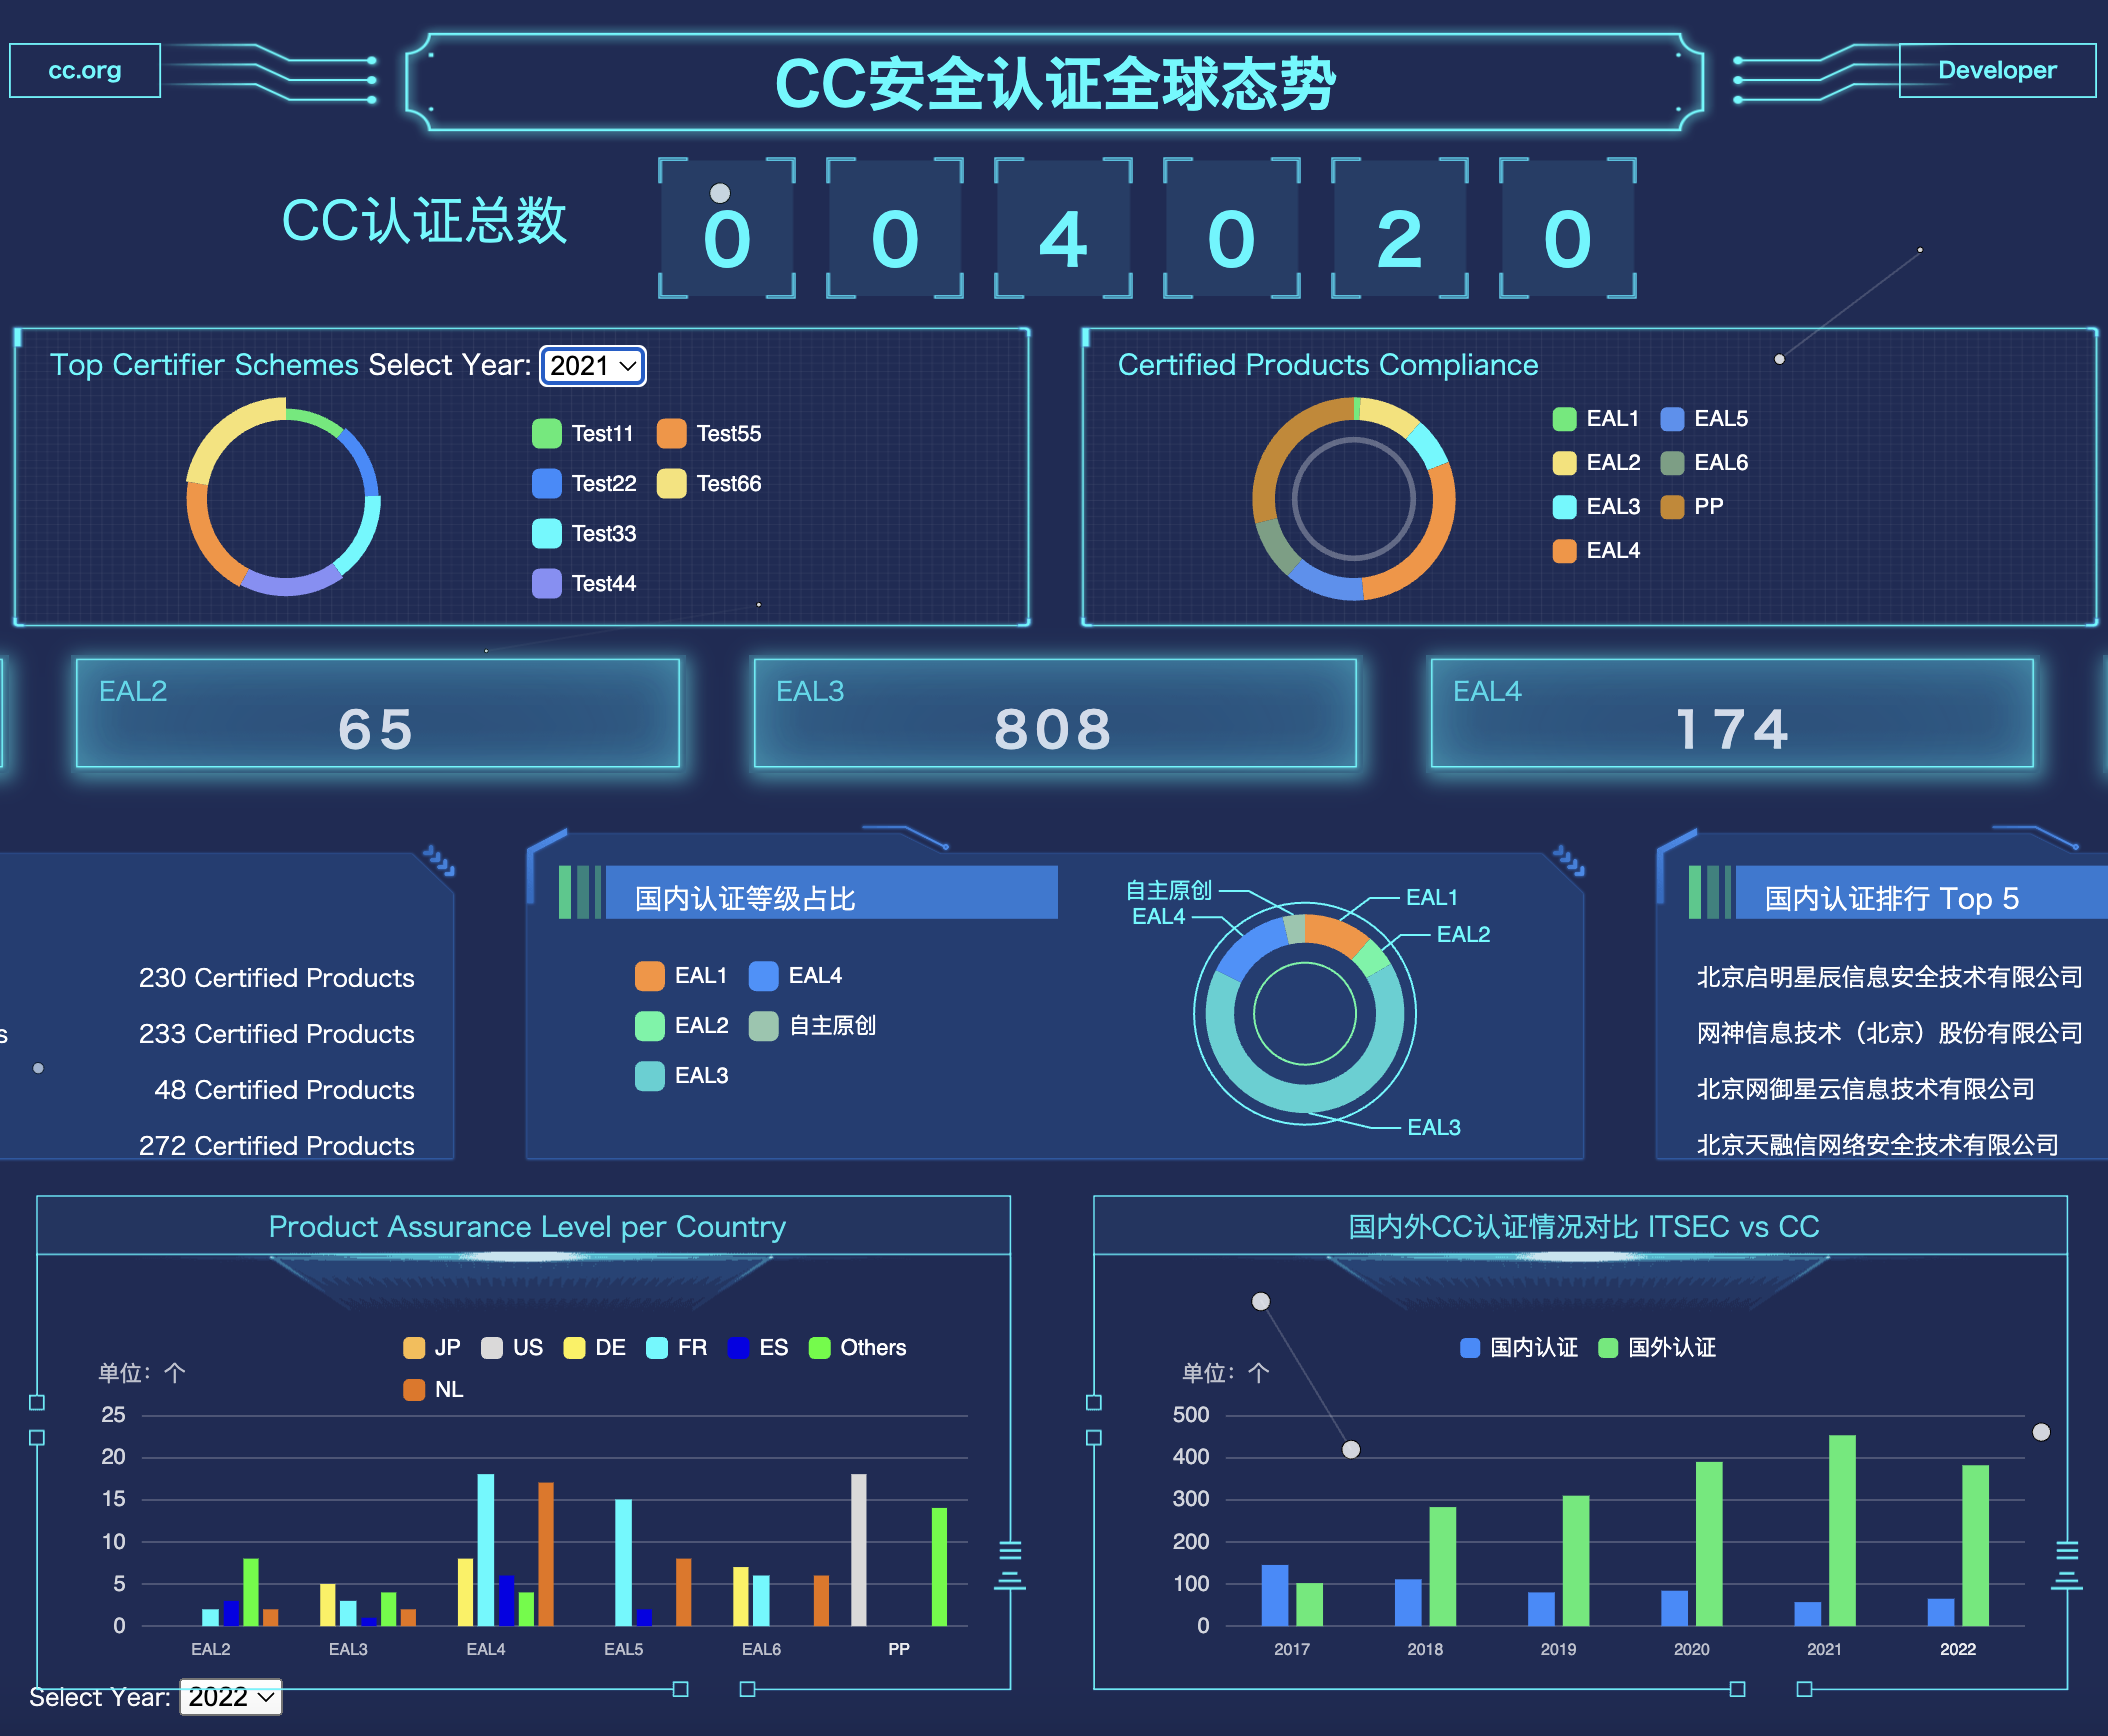 cc.org
CC安全认证全球态势
Developer
CC认证总数
0 0 4 0 2 0
Top Certifier Schemes Select Year: 2021
Test11 Test55
Test22 Test66
Test33
Test44
Certified Products Compliance
EAL1 EAL5
EAL2 EAL6
EAL3 PP
EAL4
EAL2
65
EAL3
808
EAL4
174
230 Certified Products
s 233 Certified Products
48 Certified Products
272 Certified Products
国内认证等级占比
EAL1 EAL4
EAL2 自主原创
EAL3
自主原创
EAL4
EAL1
EAL2
EAL3
国内认证排行 Top 5
北京启明星辰信息安全技术有限公司
网神信息技术（北京）股份有限公司
北京网御星云信息技术有限公司
北京天融信网络安全技术有限公司
Product Assurance Level per Country
JP US DE FR ES Others
NL
单位：个
25
20
15
10
5
0
EAL2 EAL3 EAL4 EAL5 EAL6 PP
Select Year: 2022
国内外CC认证情况对比 ITSEC vs CC
国内认证 国外认证
单位：个
500
400
300
200
100
0
2017 2018 2019 2020 2021 2022